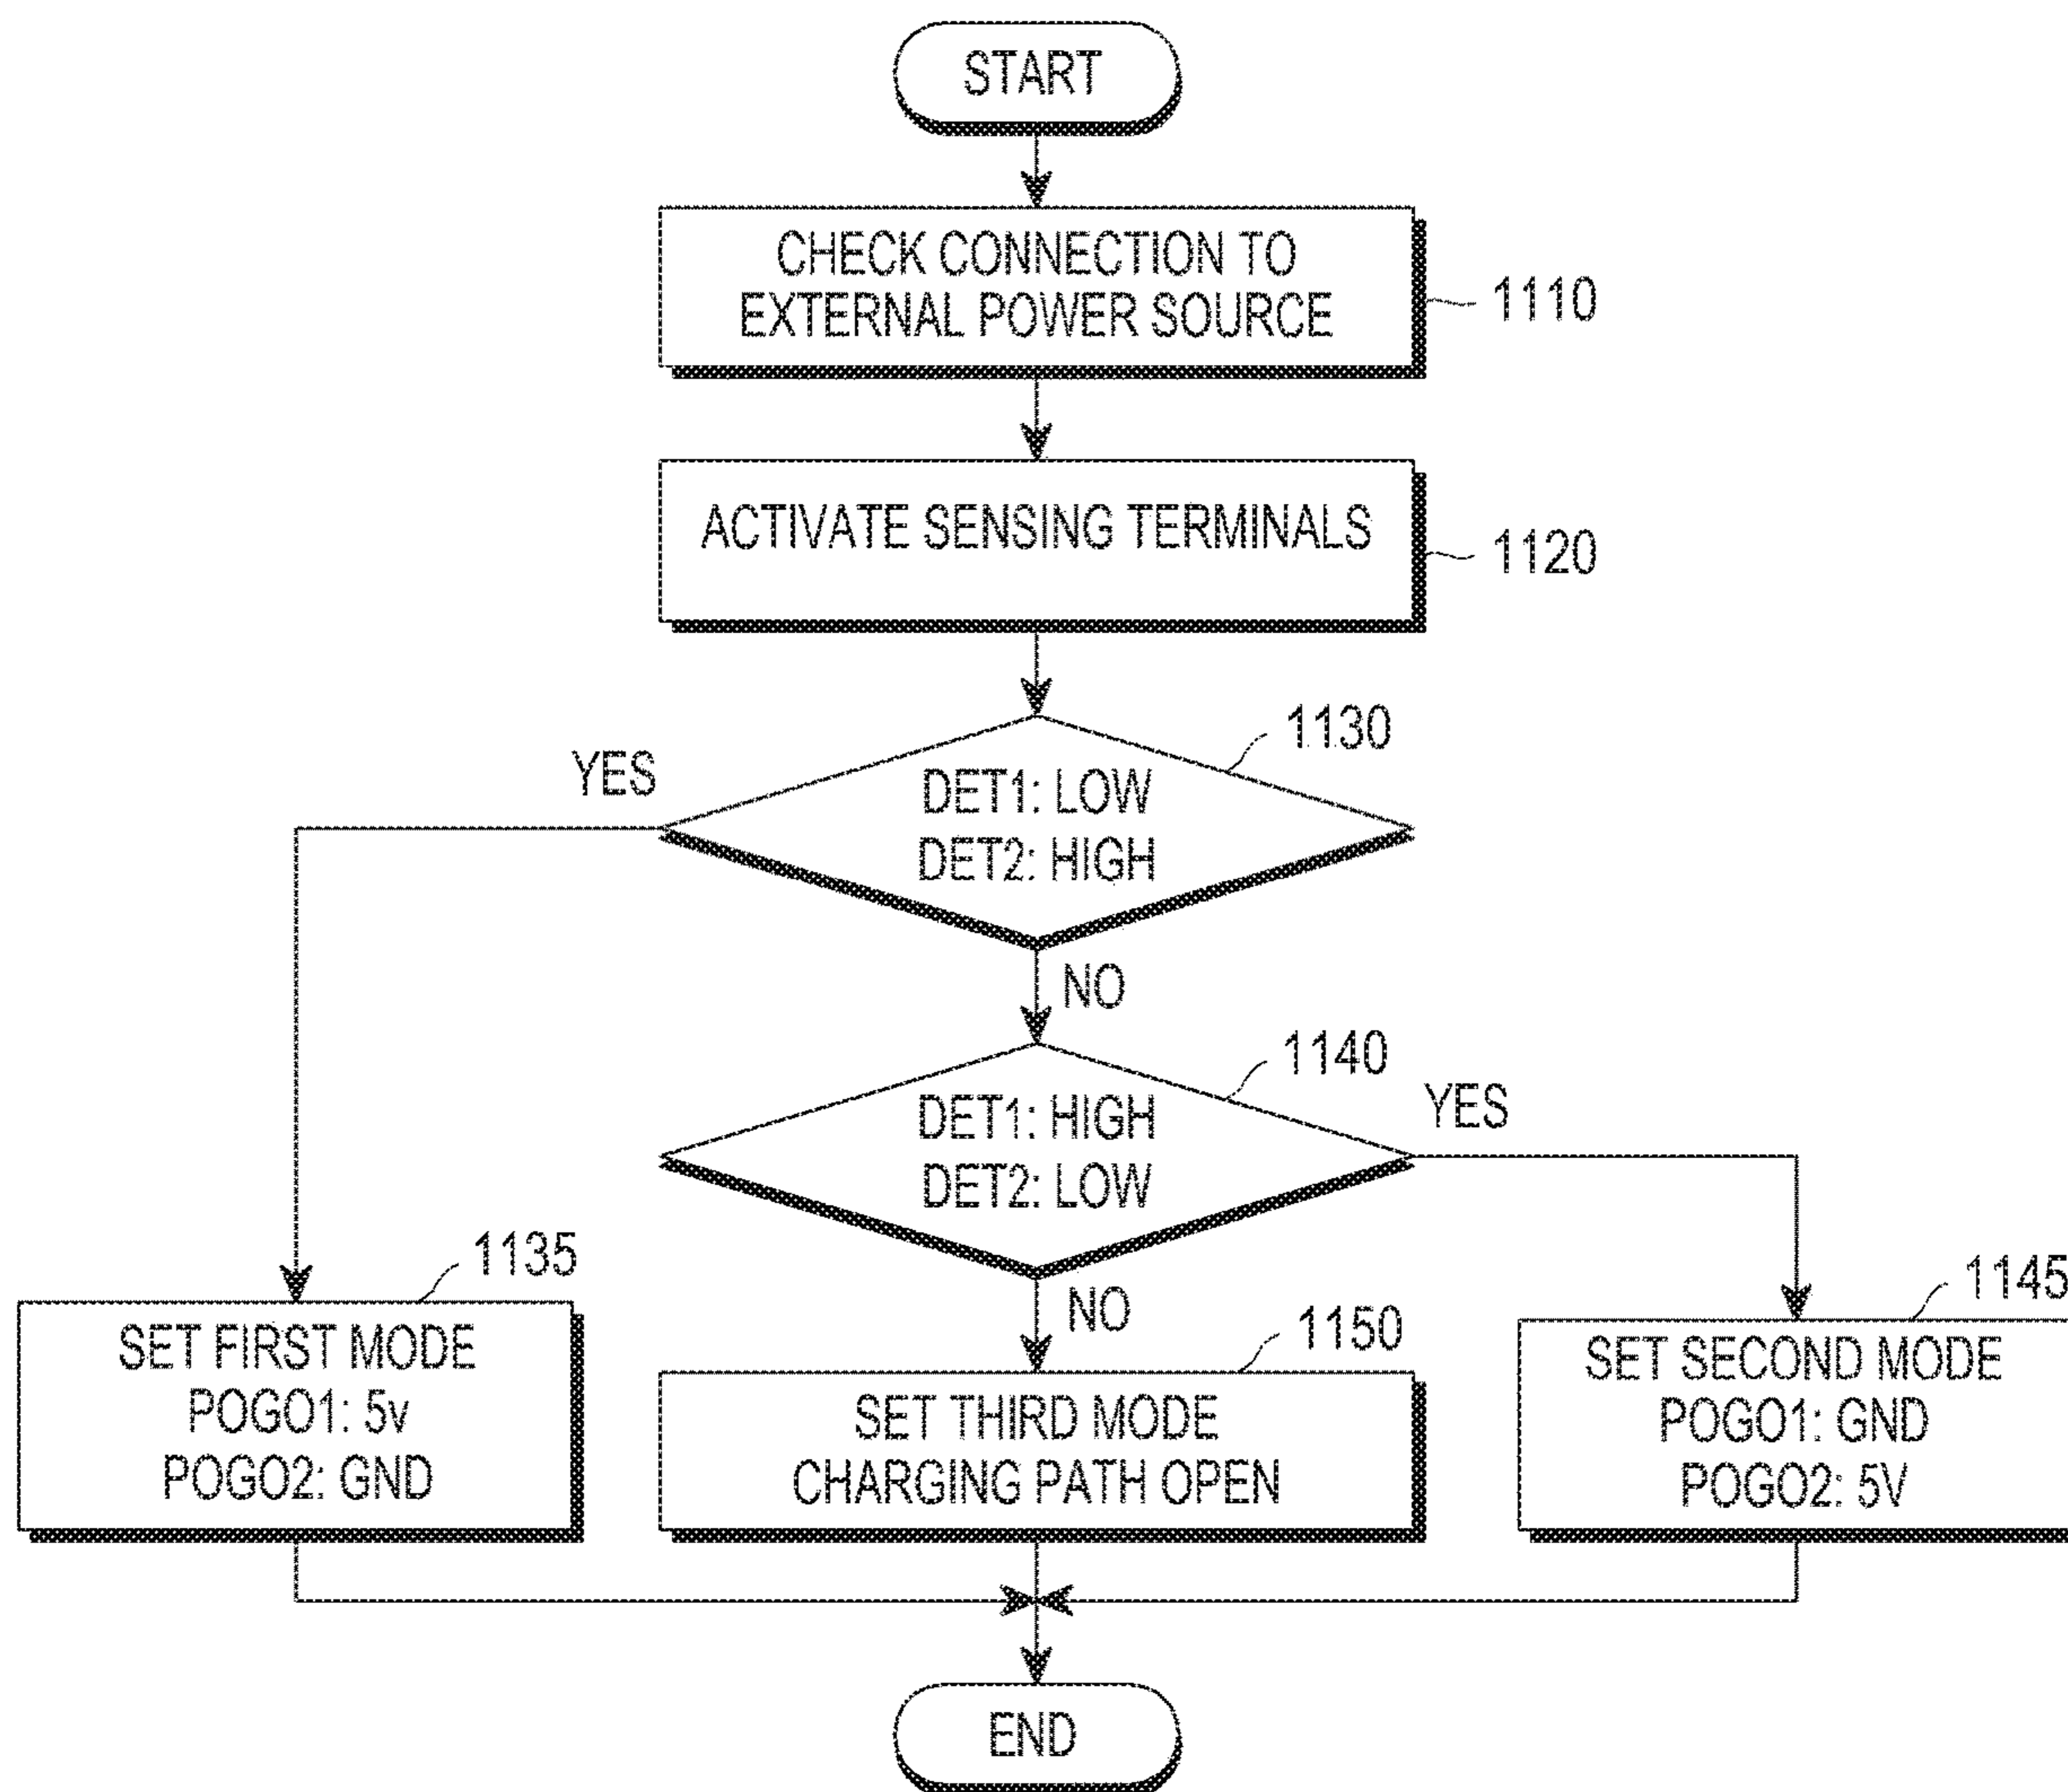 START
CHECK CONNECTION TO
EXTERNAL POWER SOURCE
1110
ACTIVATE SENSING TERMINALS
1120
1130
YES
DET1: LOW
DET2: HIGH
NO
1140
YES
DET1: HIGH
DET2: LOW
NO
1135
SET FIRST MODE
POGO1: 5v
POGO2: GND
1150
SET THIRD MODE
CHARGING PATH OPEN
1145
SET SECOND MODE
POGO1: GND
POGO2: 5V
END